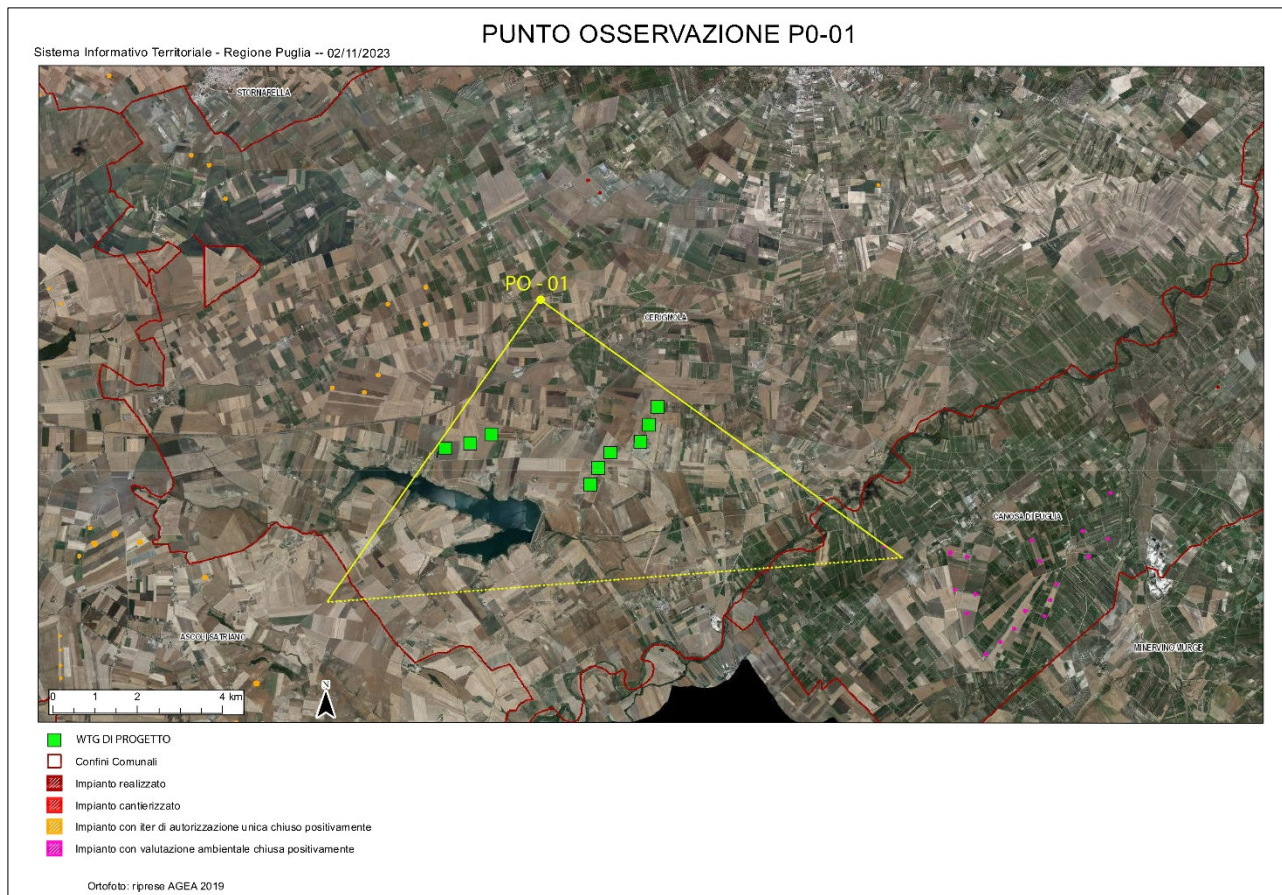 PUNTO OSSERVAZIONE P0-01
Sistema Informativo Territoriale - Regione Puglia -- 02/11/2023
STORNARELLA
PO - 01
CERIGNOLA
CANOSA DI PUGLIA
ASCOLI SATRIANO
MINERVINO MURGE
0 1 2 4 km
N
WTG DI PROGETTO
Confini Comunali
Impianto realizzato
Impianto cantierizzato
Impianto con iter di autorizzazione unica chiuso positivamente
Impianto con valutazione ambientale chiusa positivamente
Ortofoto: riprese AGEA 2019